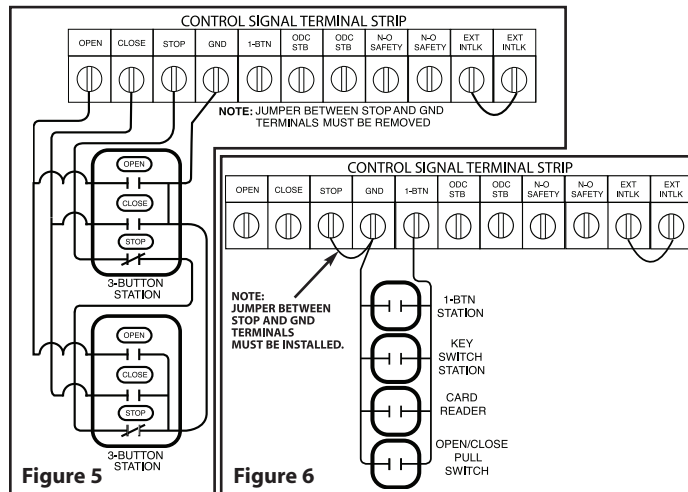 CONTROL SIGNAL TERMINAL STRIP
OPEN CLOSE STOP GND 1-BTN ODC STB ODC STB N-O SAFETY N-O SAFETY EXT INTLK EXT INTLK
NOTE: JUMPER BETWEEN STOP AND GND
TERMINALS MUST BE REMOVED
OPEN
CLOSE
STOP
3-BUTTON
STATION
OPEN
CLOSE
STOP
3-BUTTON
STATION
Figure 5
CONTROL SIGNAL TERMINAL STRIP
OPEN CLOSE STOP GND 1-BTN ODC STB ODC STB N-O SAFETY N-O SAFETY EXT INTLK EXT INTLK
NOTE:
JUMPER BETWEEN
STOP AND GND
TERMINALS
MUST BE INSTALLED.
1-BTN
STATION
KEY
SWITCH
STATION
CARD
READER
OPEN/CLOSE
PULL
SWITCH
Figure 6